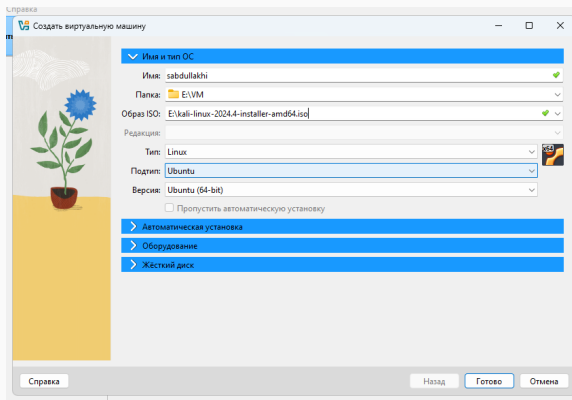 Справка
Создать виртуальную машину
Имя и тип ОС
Имя: sabdullakhi
Папка: E:\VM
Образ ISO: E:\kali-linux-2024.4-installer-amd64.iso
Редакция:
Тип: Linux
x64
Подтип: Ubuntu
Версия: Ubuntu (64-bit)
Пропустить автоматическую установку
Автоматическая установка
Оборудование
Жёсткий диск
Справка Назад Готово Отмена